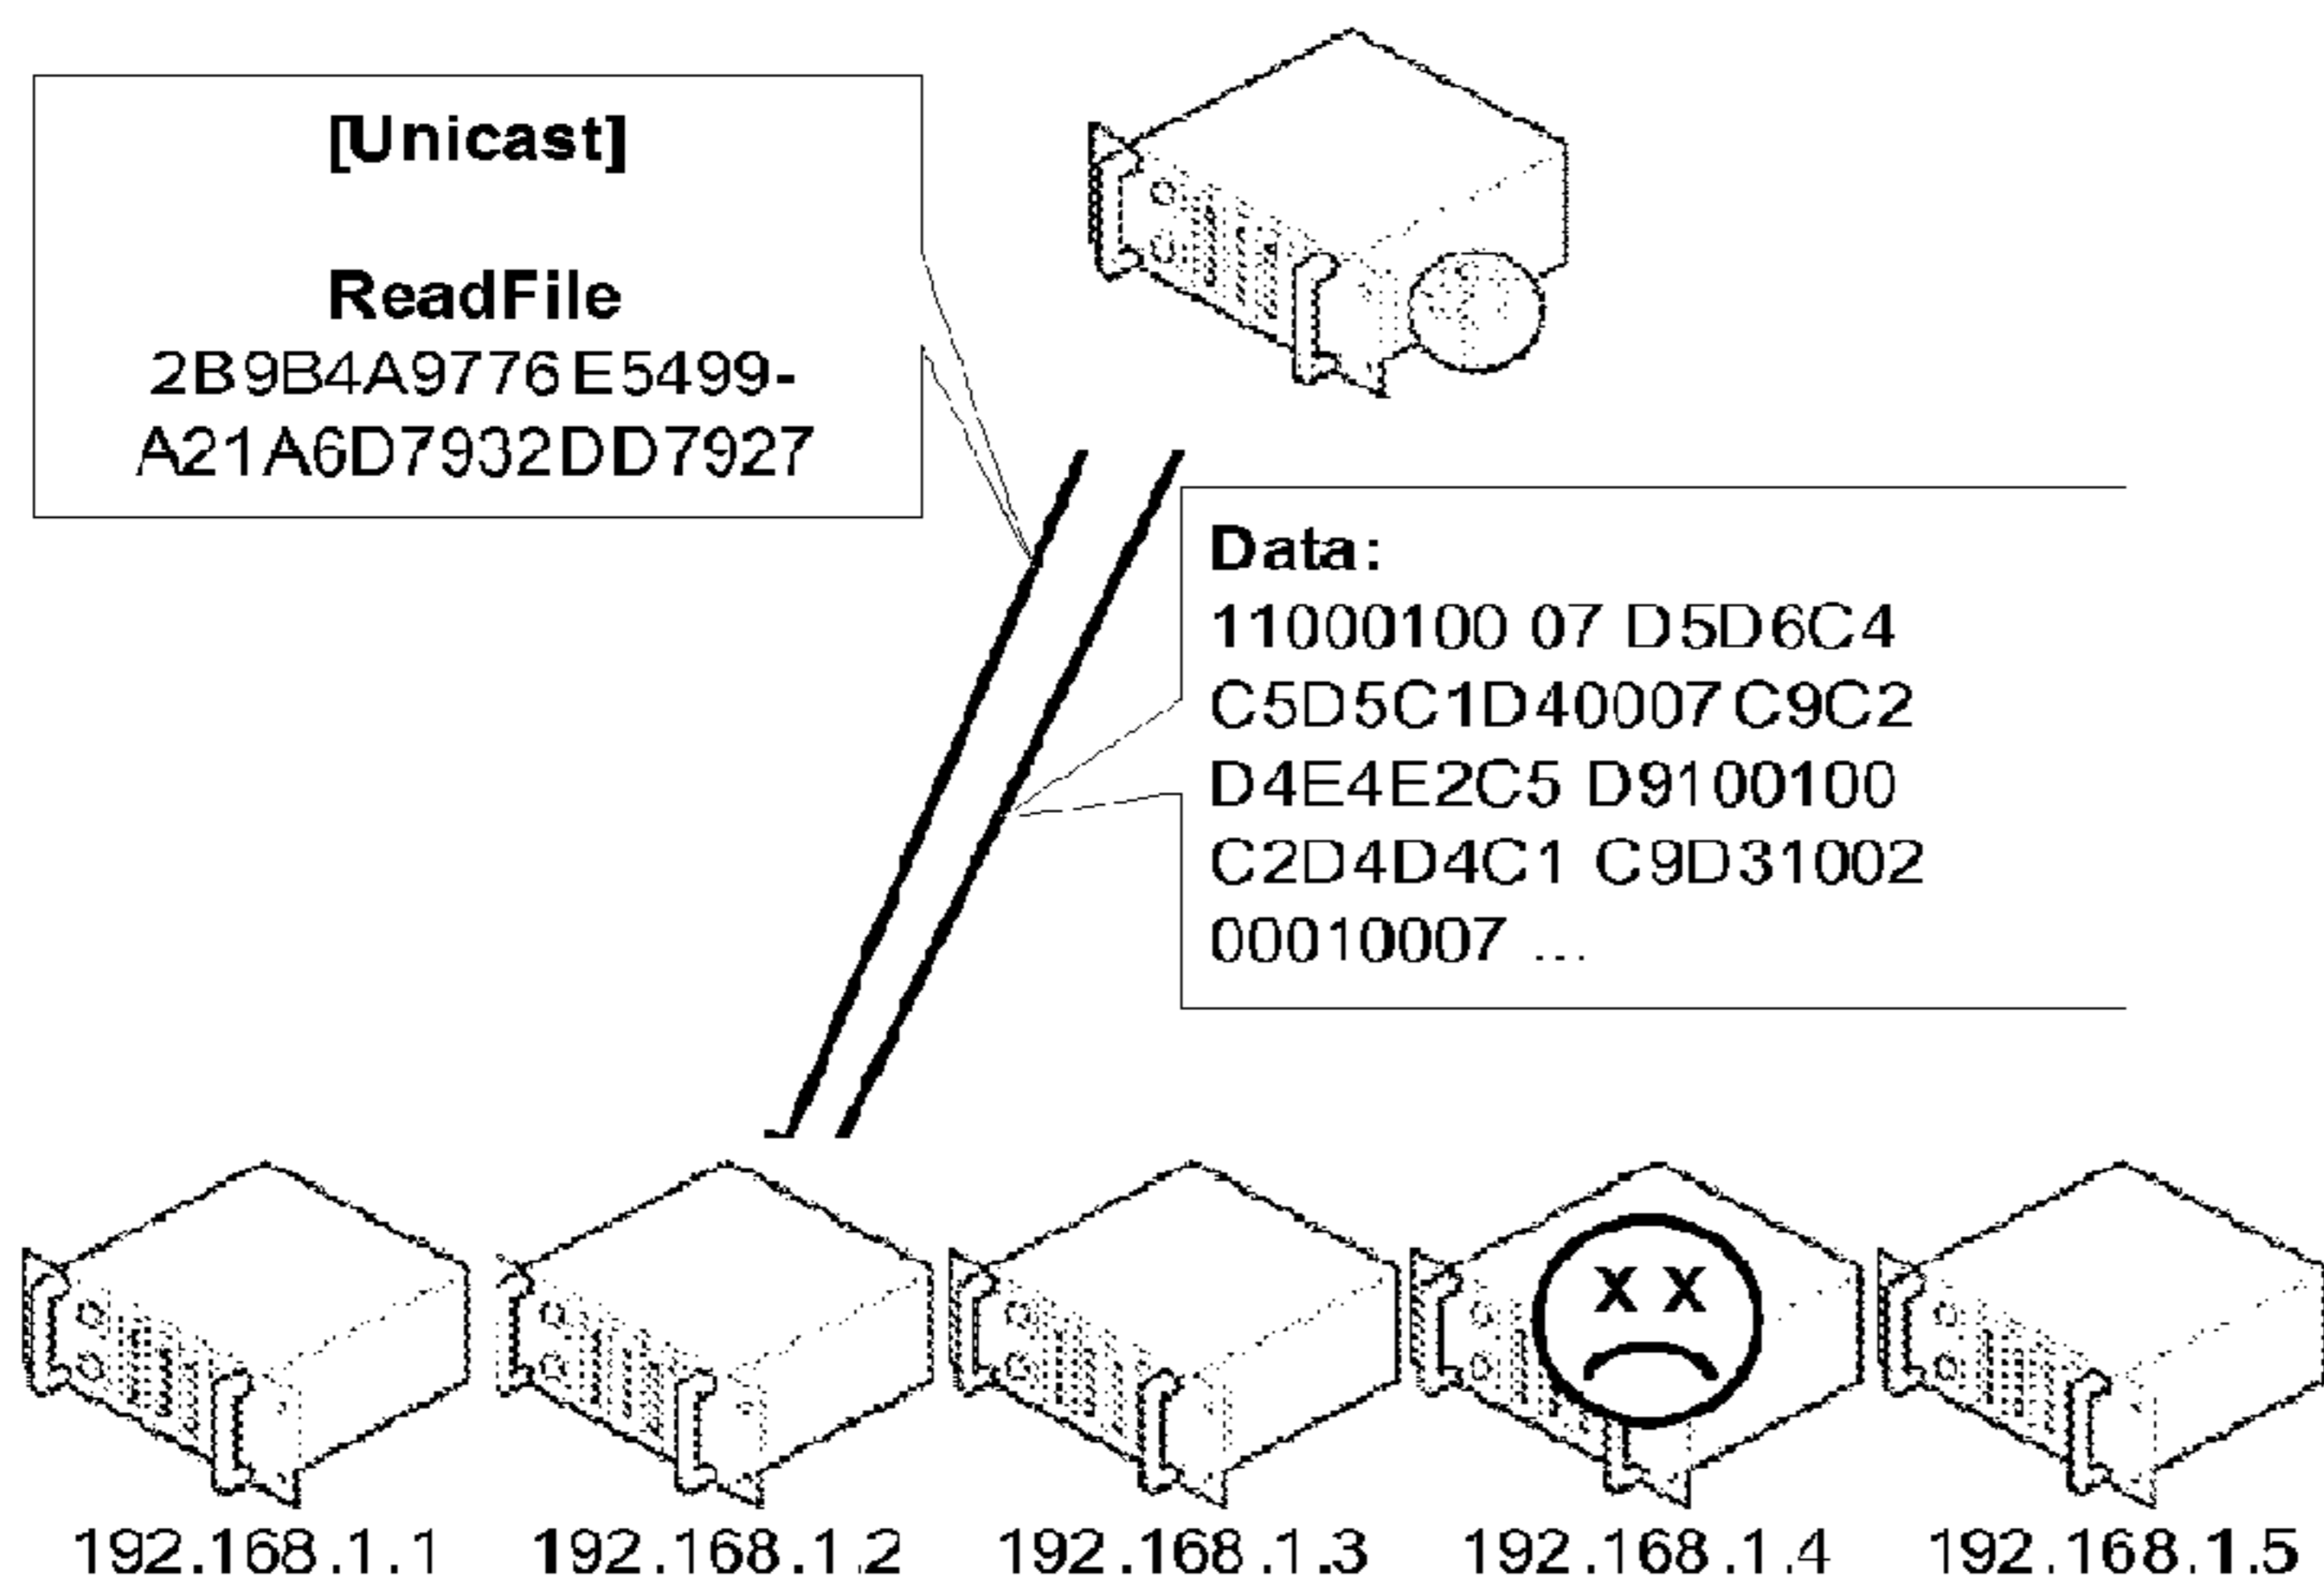 [Unicast]
ReadFile
2B9B4A9776E5499-
A21A6D7932DD7927
Data:
11000100 07 D5D6C4
C5D5C1D40007C9C2
D4E4E2C5 D9100100
C2D4D4C1 C9D31002
00010007 ...
x x
192.168.1.1 192.168.1.2 192.168.1.3 192.168.1.4 192.168.1.5